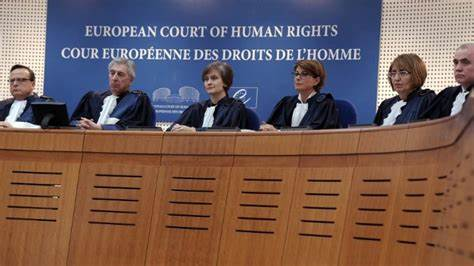 EUROPEAN COURT OF HUMAN RIGHTS
COUR EUROPÉENNE DES DROITS DE L'HOMME